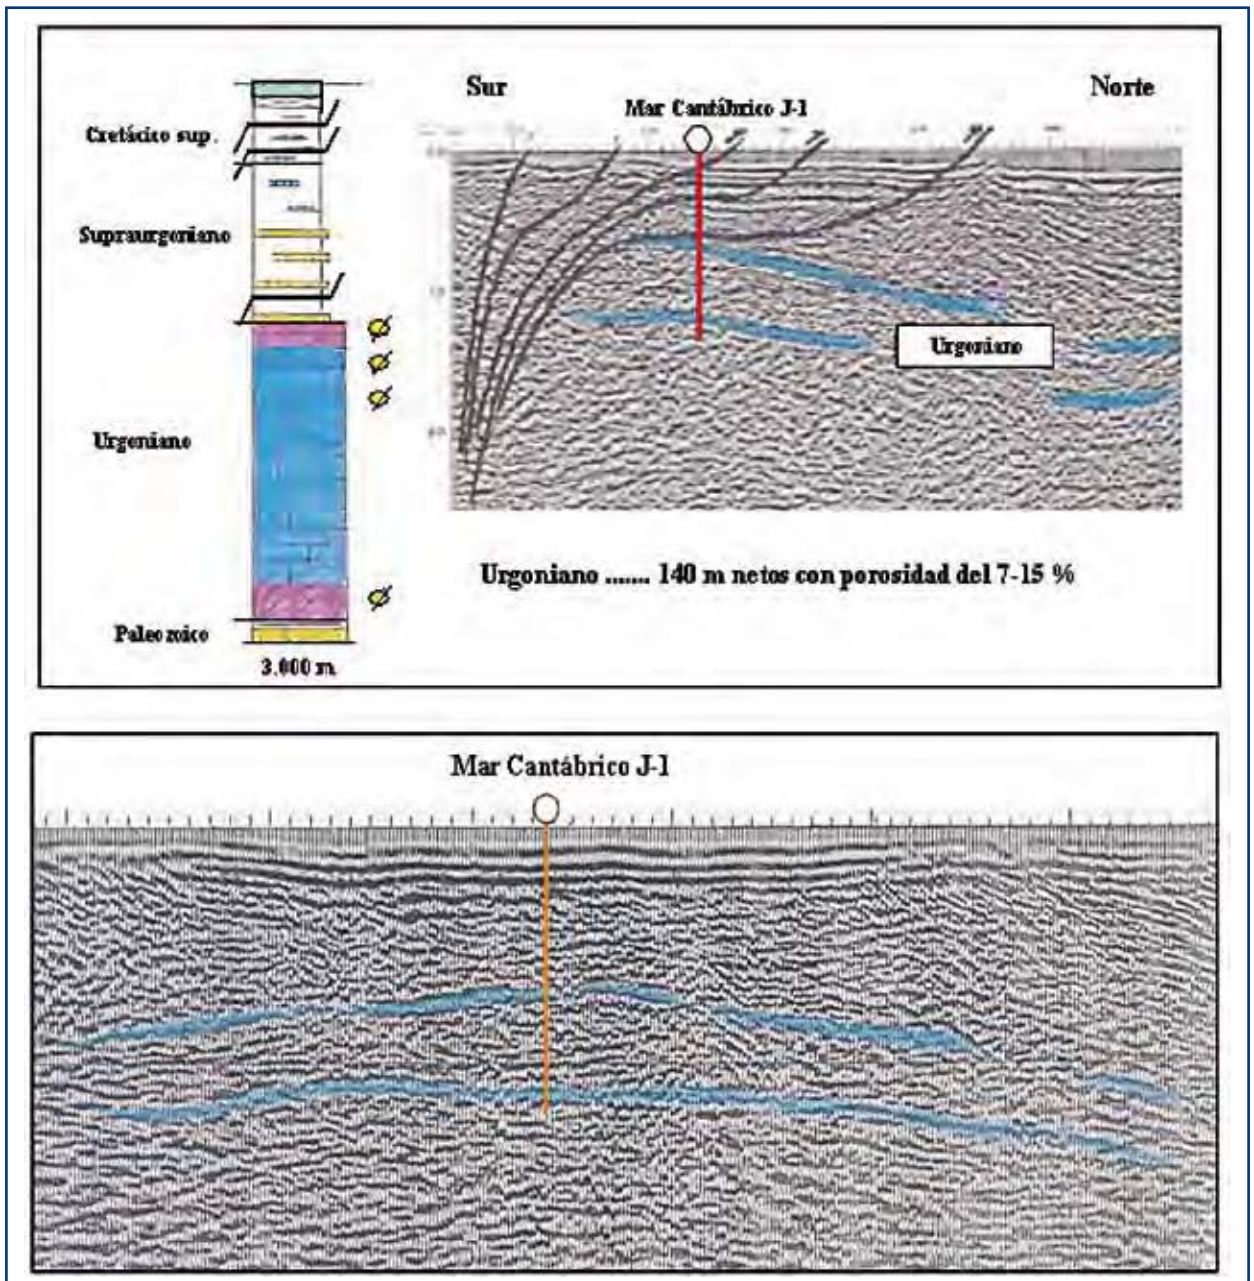 Sur
Norte
Mar Cantábrico J-1
Cretácico sup.
Supraurgoniano
Urgoniano
Urgoniano
Urgoniano ....... 140 m netos con porosidad del 7-15 %
Paleozoico
3.000 m
Mar Cantábrico J-1